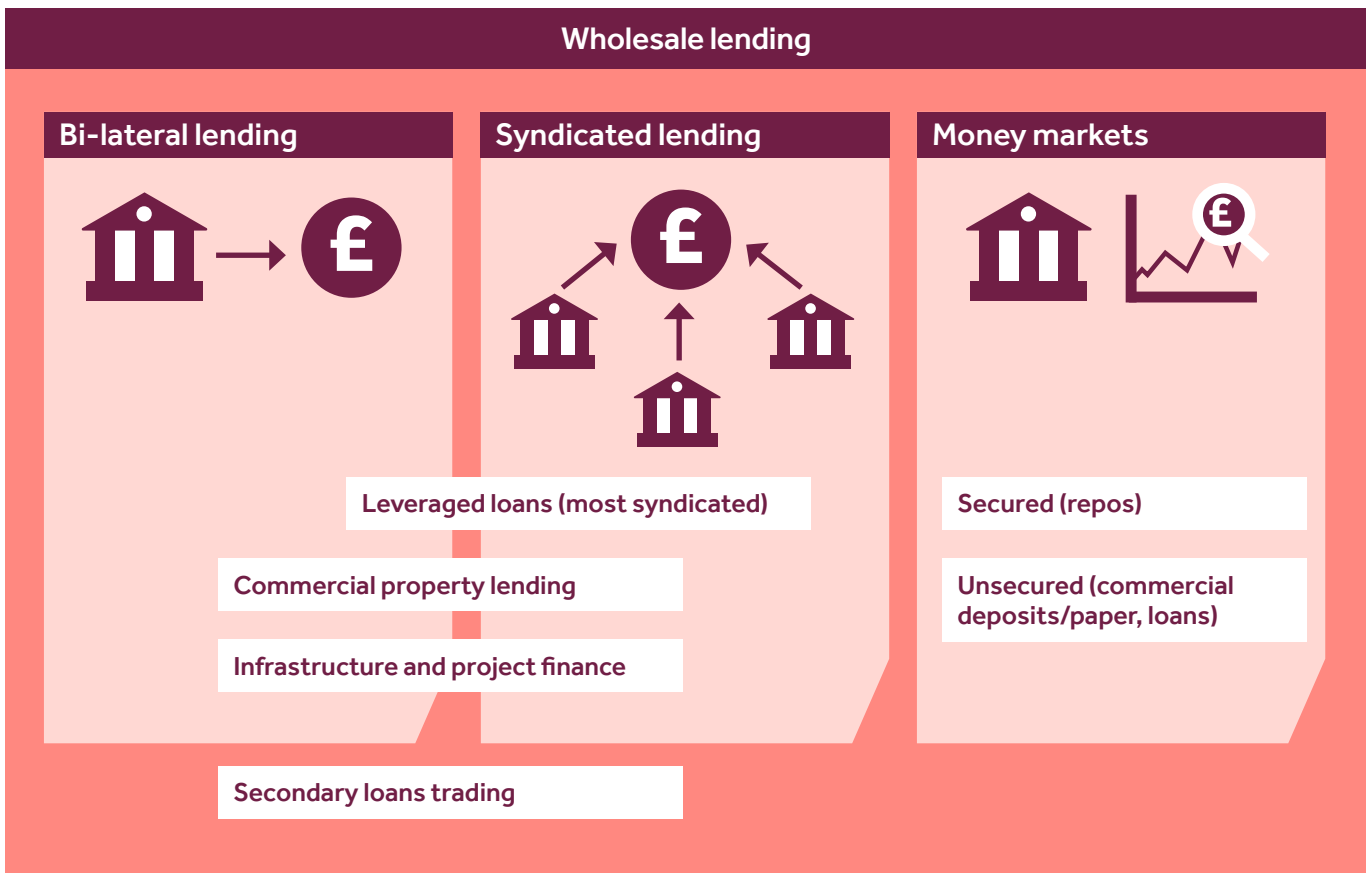 Wholesale lending
Bi-lateral lending
Syndicated lending
Money markets
£
£
£
Leveraged loans (most syndicated)
Commercial property lending
Infrastructure and project finance
Secondary loans trading
Secured (repos)
Unsecured (commercial
deposits/paper, loans)